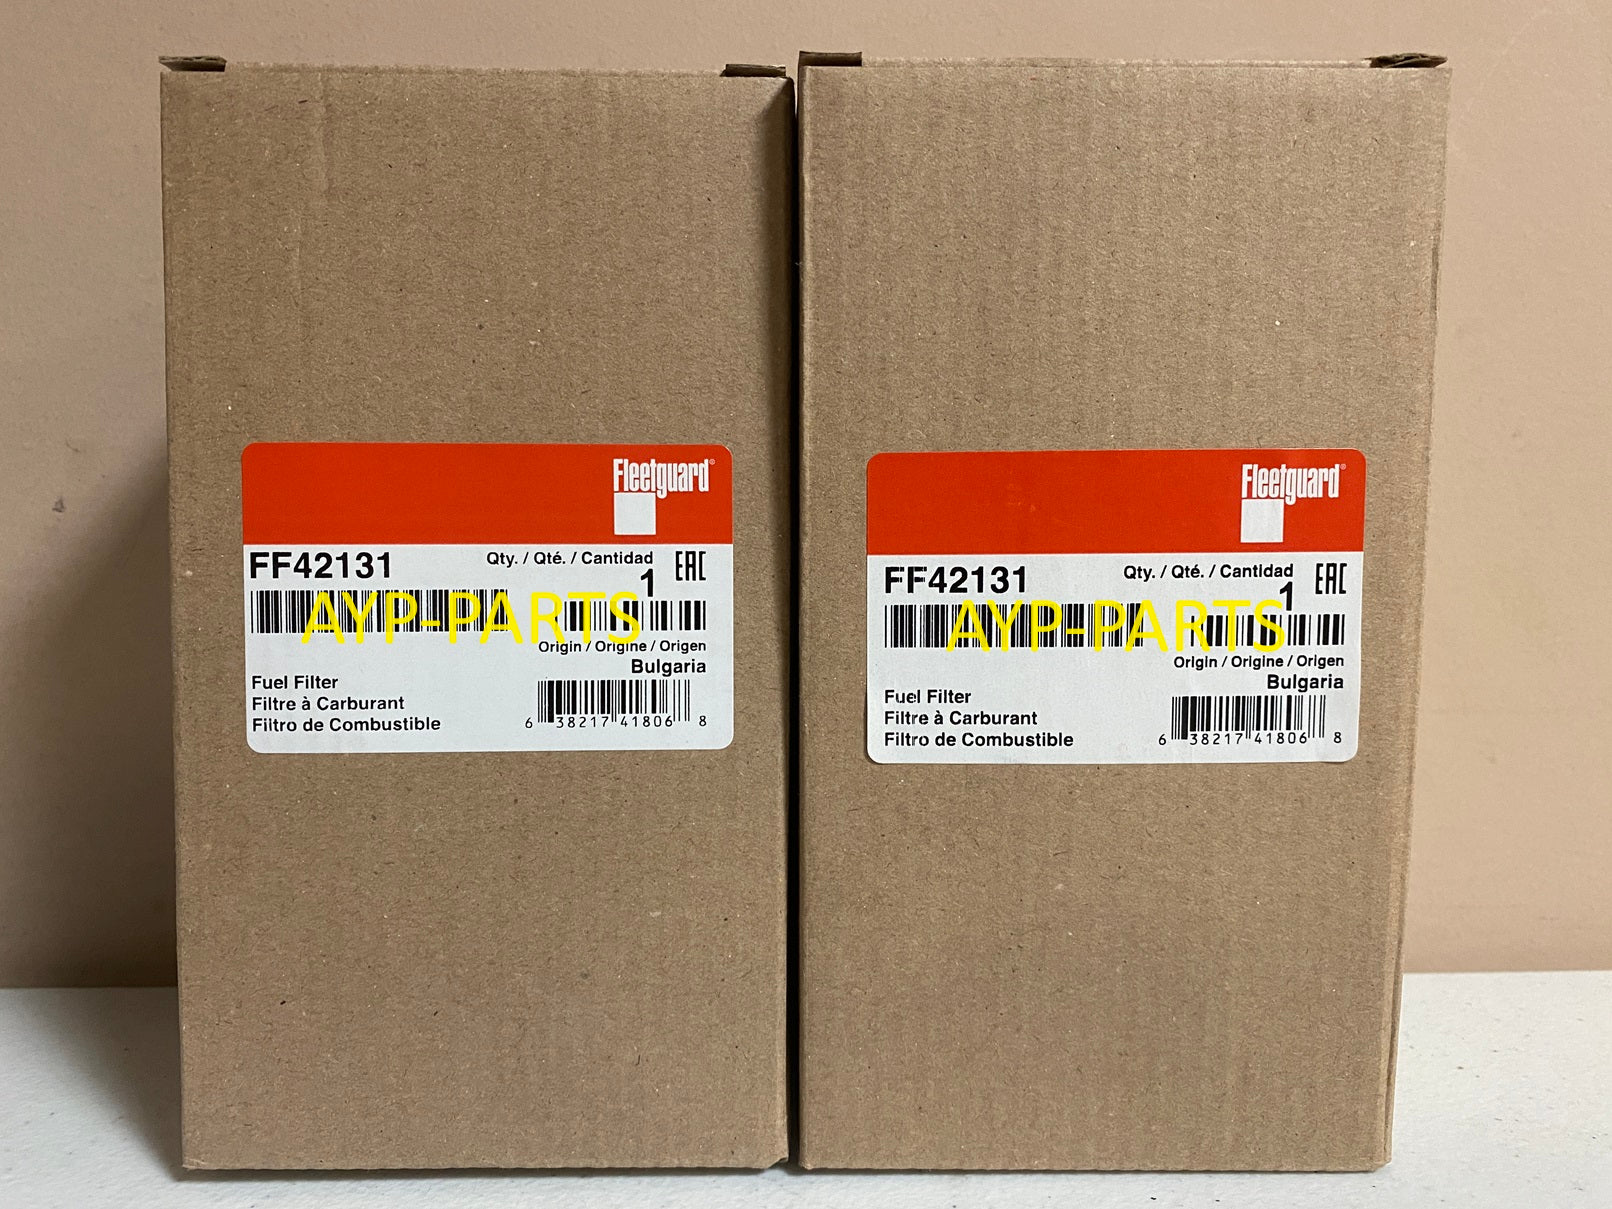 Fleetguard®
FF42131
Qty. / Qté. / Cantidad
1
EAC
AYP-PARTS
Origin / Origine / Origen
Bulgaria
Fuel Filter
Filtre à Carburant
Filtro de Combustible
6 38217 41806 8
Fleetguard®
FF42131
Qty. / Qté. / Cantidad
1
EAC
AYP-PARTS
Origin / Origine / Origen
Bulgaria
Fuel Filter
Filtre à Carburant
Filtro de Combustible
6 38217 41806 8